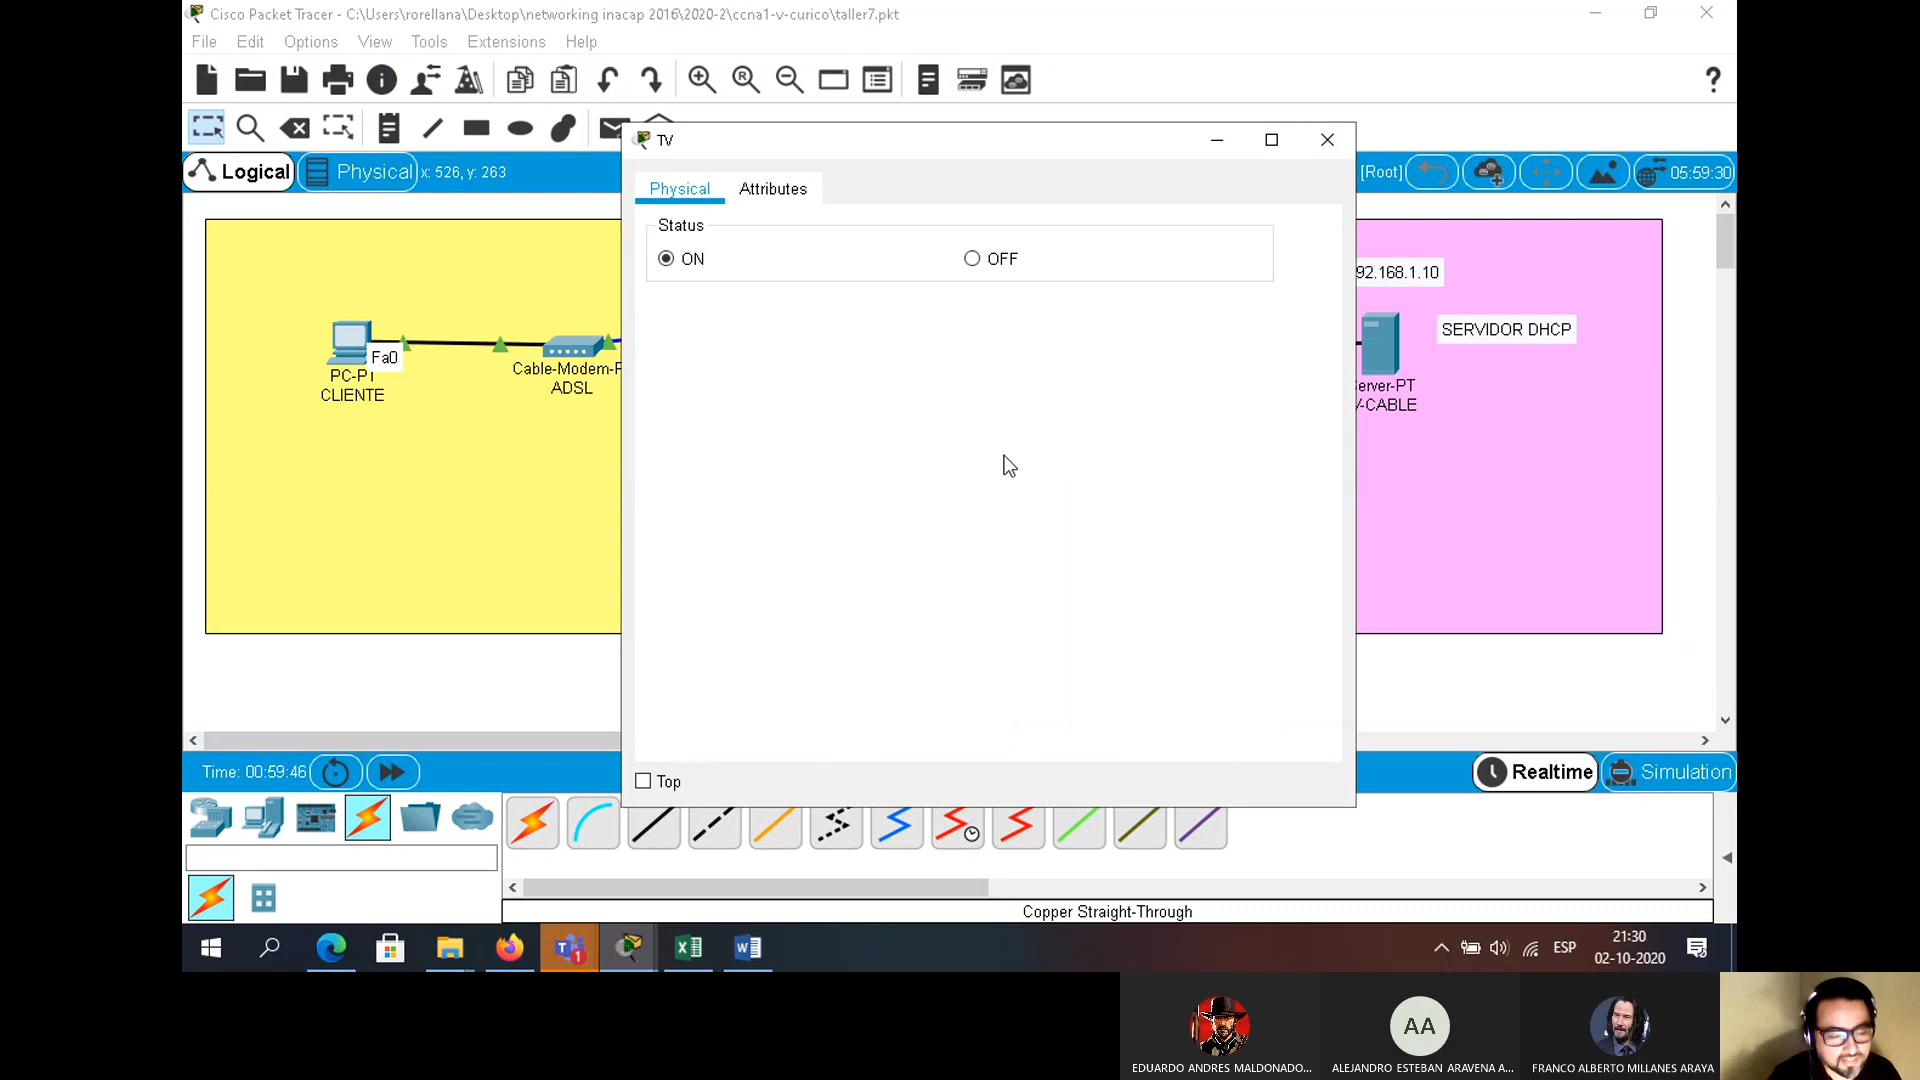 Cisco Packet Tracer - C:\Users\rorellana\Desktop\networking inacap 2016\2020-2\ccna1-v-curico\taller7.pkt
File Edit Options View Tools Extensions Help
TV
Logical Physical x: 526, y: 263
[Root] 05:59:30
Physical Attributes
Status
ON OFF
92.168.1.10
SERVIDOR DHCP
Fa0
PC-PT
CLIENTE
Cable-Modem-P
ADSL
erver-PT
-CABLE
Time: 00:59:46
Top
Realtime Simulation
Copper Straight-Through
1
ESP
21:30
02-10-2020
AA
EDUARDO ANDRES MALDONADO...
ALEJANDRO ESTEBAN ARAVENA A...
FRANCO ALBERTO MILLANES ARAYA